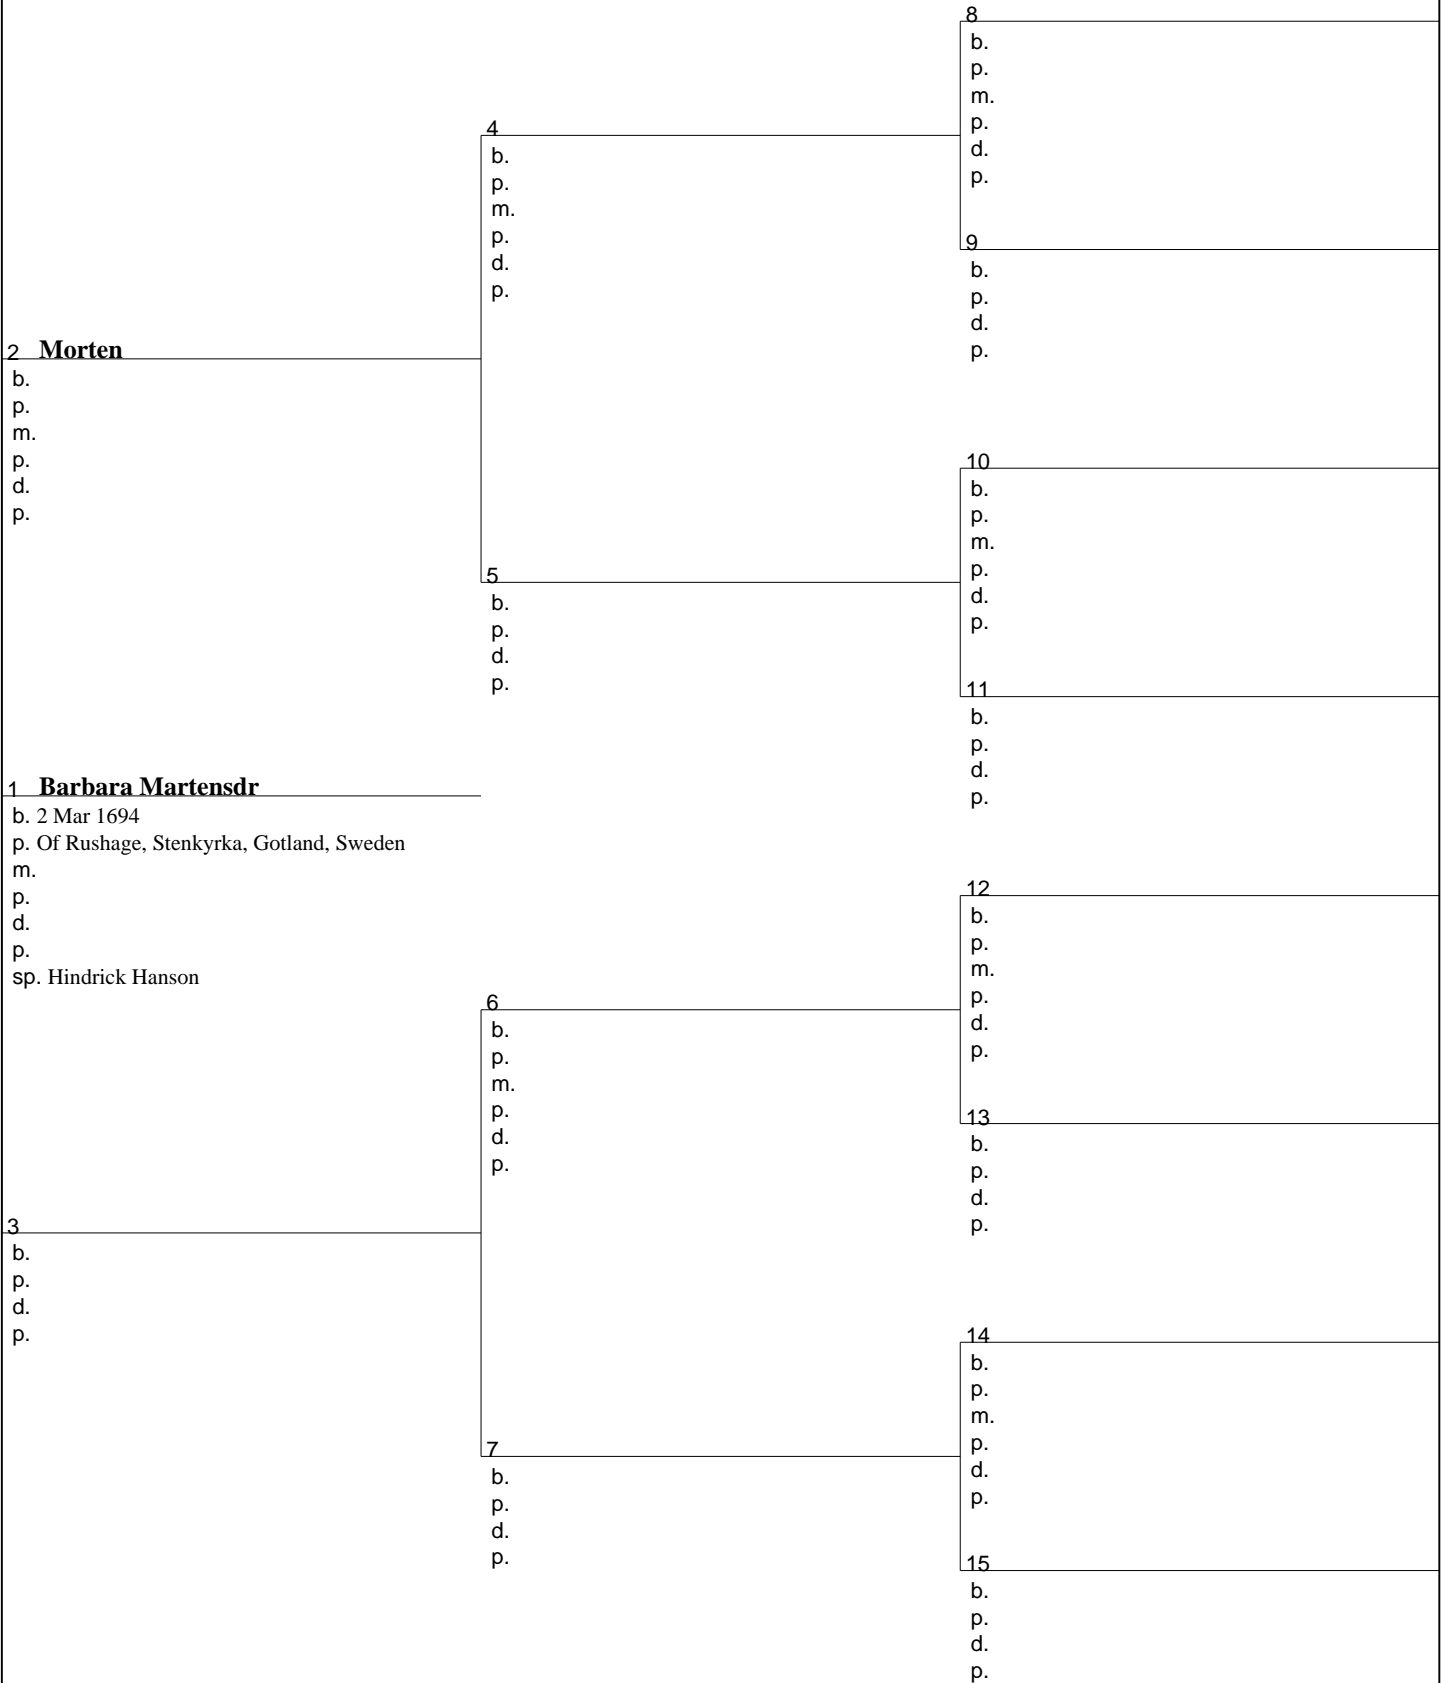 8
b.
p.
m.
p.
d.
p.
4
b.
p.
m.
p.
d.
p.
9
b.
p.
d.
p.
2 Morten
b.
p.
m.
p.
d.
p.
10
b.
p.
m.
p.
d.
p.
5
b.
p.
d.
p.
11
b.
p.
d.
p.
1 Barbara Martensdr
b. 2 Mar 1694
p. Of Rushage, Stenkyrka, Gotland, Sweden
m.
p.
d.
p.
sp. Hindrick Hanson
12
b.
p.
m.
p.
d.
p.
6
b.
p.
m.
p.
d.
p.
13
b.
p.
d.
p.
3
b.
p.
d.
p.
14
b.
p.
m.
p.
d.
p.
7
b.
p.
d.
p.
15
b.
p.
d.
p.